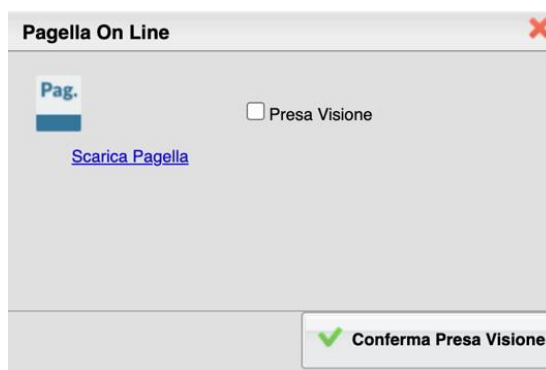 Pagella On Line
Pag.
Presa Visione
Scarica Pagella
Conferma Presa Visione